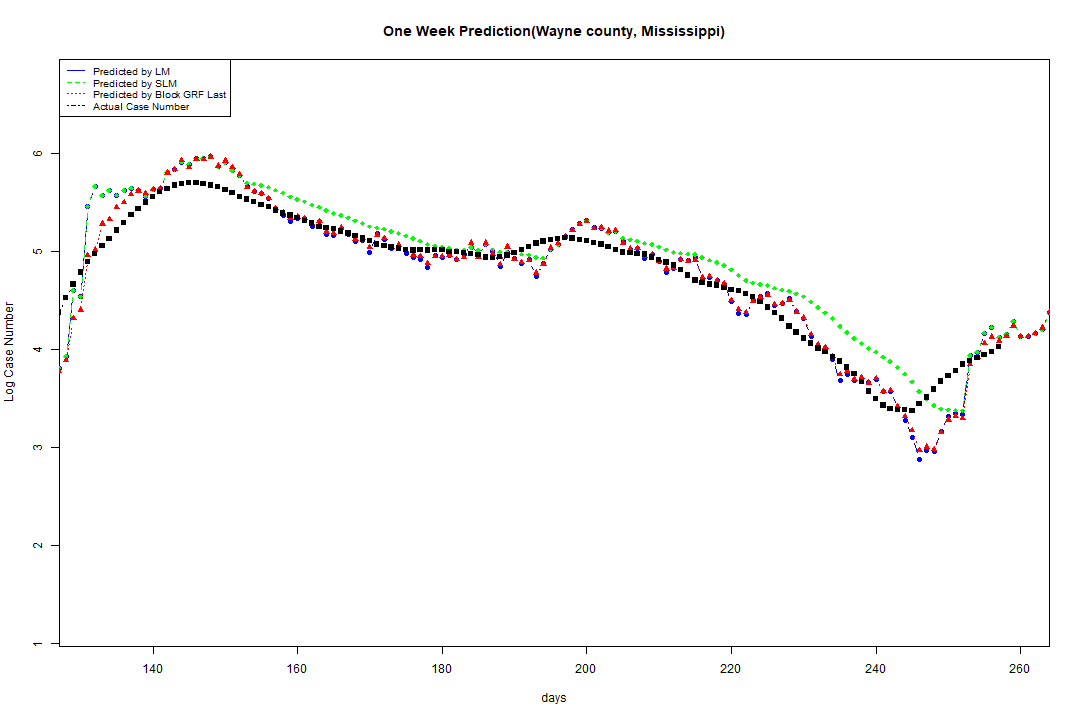 One Week Prediction(Wayne county, Mississippi)
Predicted by LM
Predicted by SLM
Predicted by Block GRF Last
Actual Case Number
6
5
4
3
2
1
Log Case Number
140 160 180 200 220 240 260
days